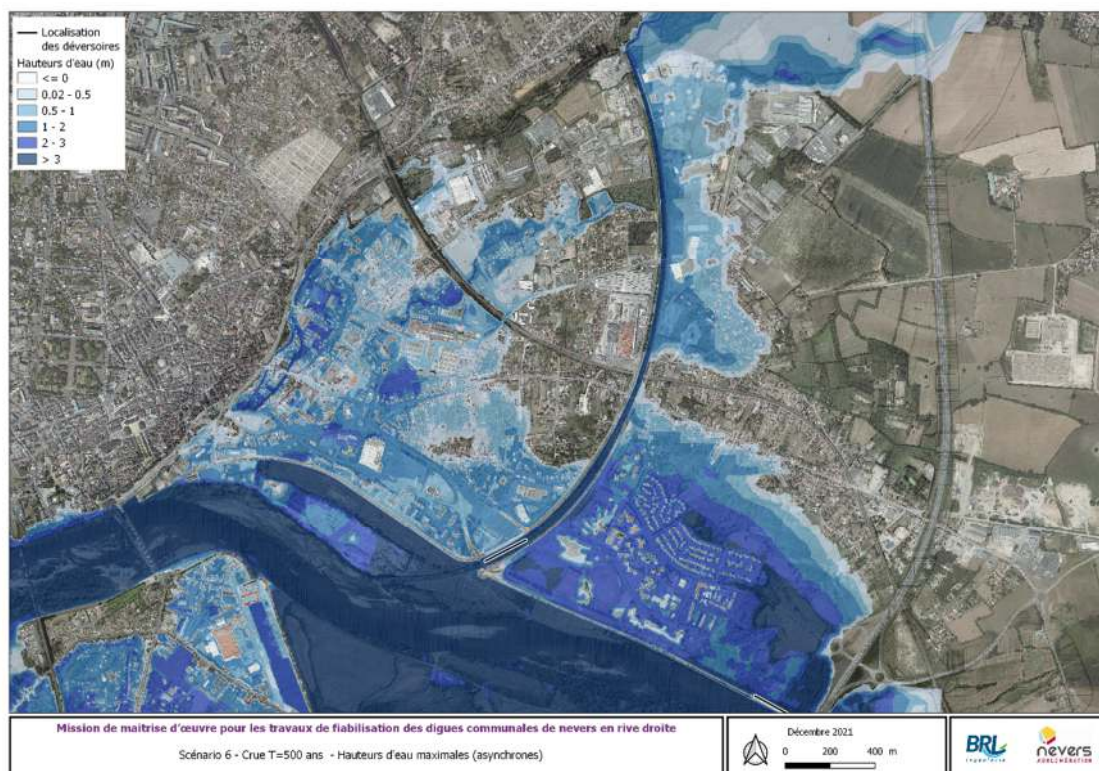 Localisation
des déversoires
Hauteurs d'eau (m)
<= 0
0.02 - 0.5
0.5 - 1
1 - 2
2 - 3
> 3
Mission de maitrise d'œuvre pour les travaux de fiabilisation des digues communales de nevers en rive droite
Scénario 6 - Crue T=500 ans - Hauteurs d'eau maximales (asynchrones)
Décembre 2021
0 200 400 m
BRL
Ingénierie
nevers
AGGLOMÉRATION